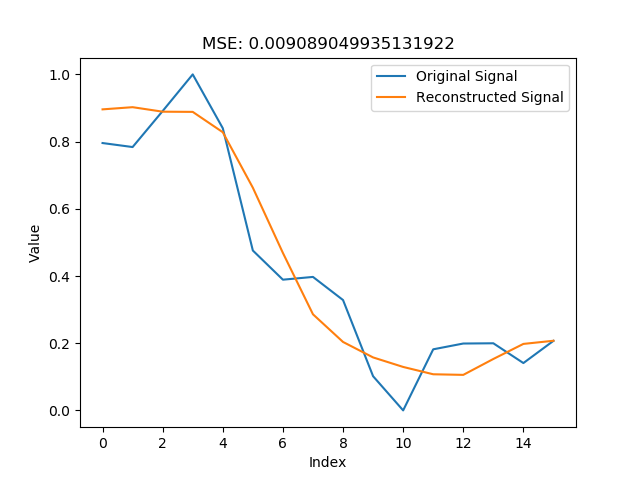 MSE: 0.009089049935131922
Original Signal
Reconstructed Signal
Value
1.0
0.8
0.6
0.4
0.2
0.0
0 2 4 6 8 10 12 14
Index